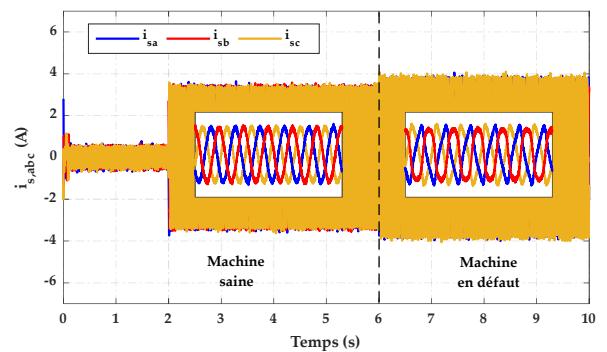 i_sa i_sb i_sc
6
4
2
0
-2
-4
-6
i_s,abc (A)
Machine
saine
Machine
en défaut
0 1 2 3 4 5 6 7 8 9 10
Temps (s)